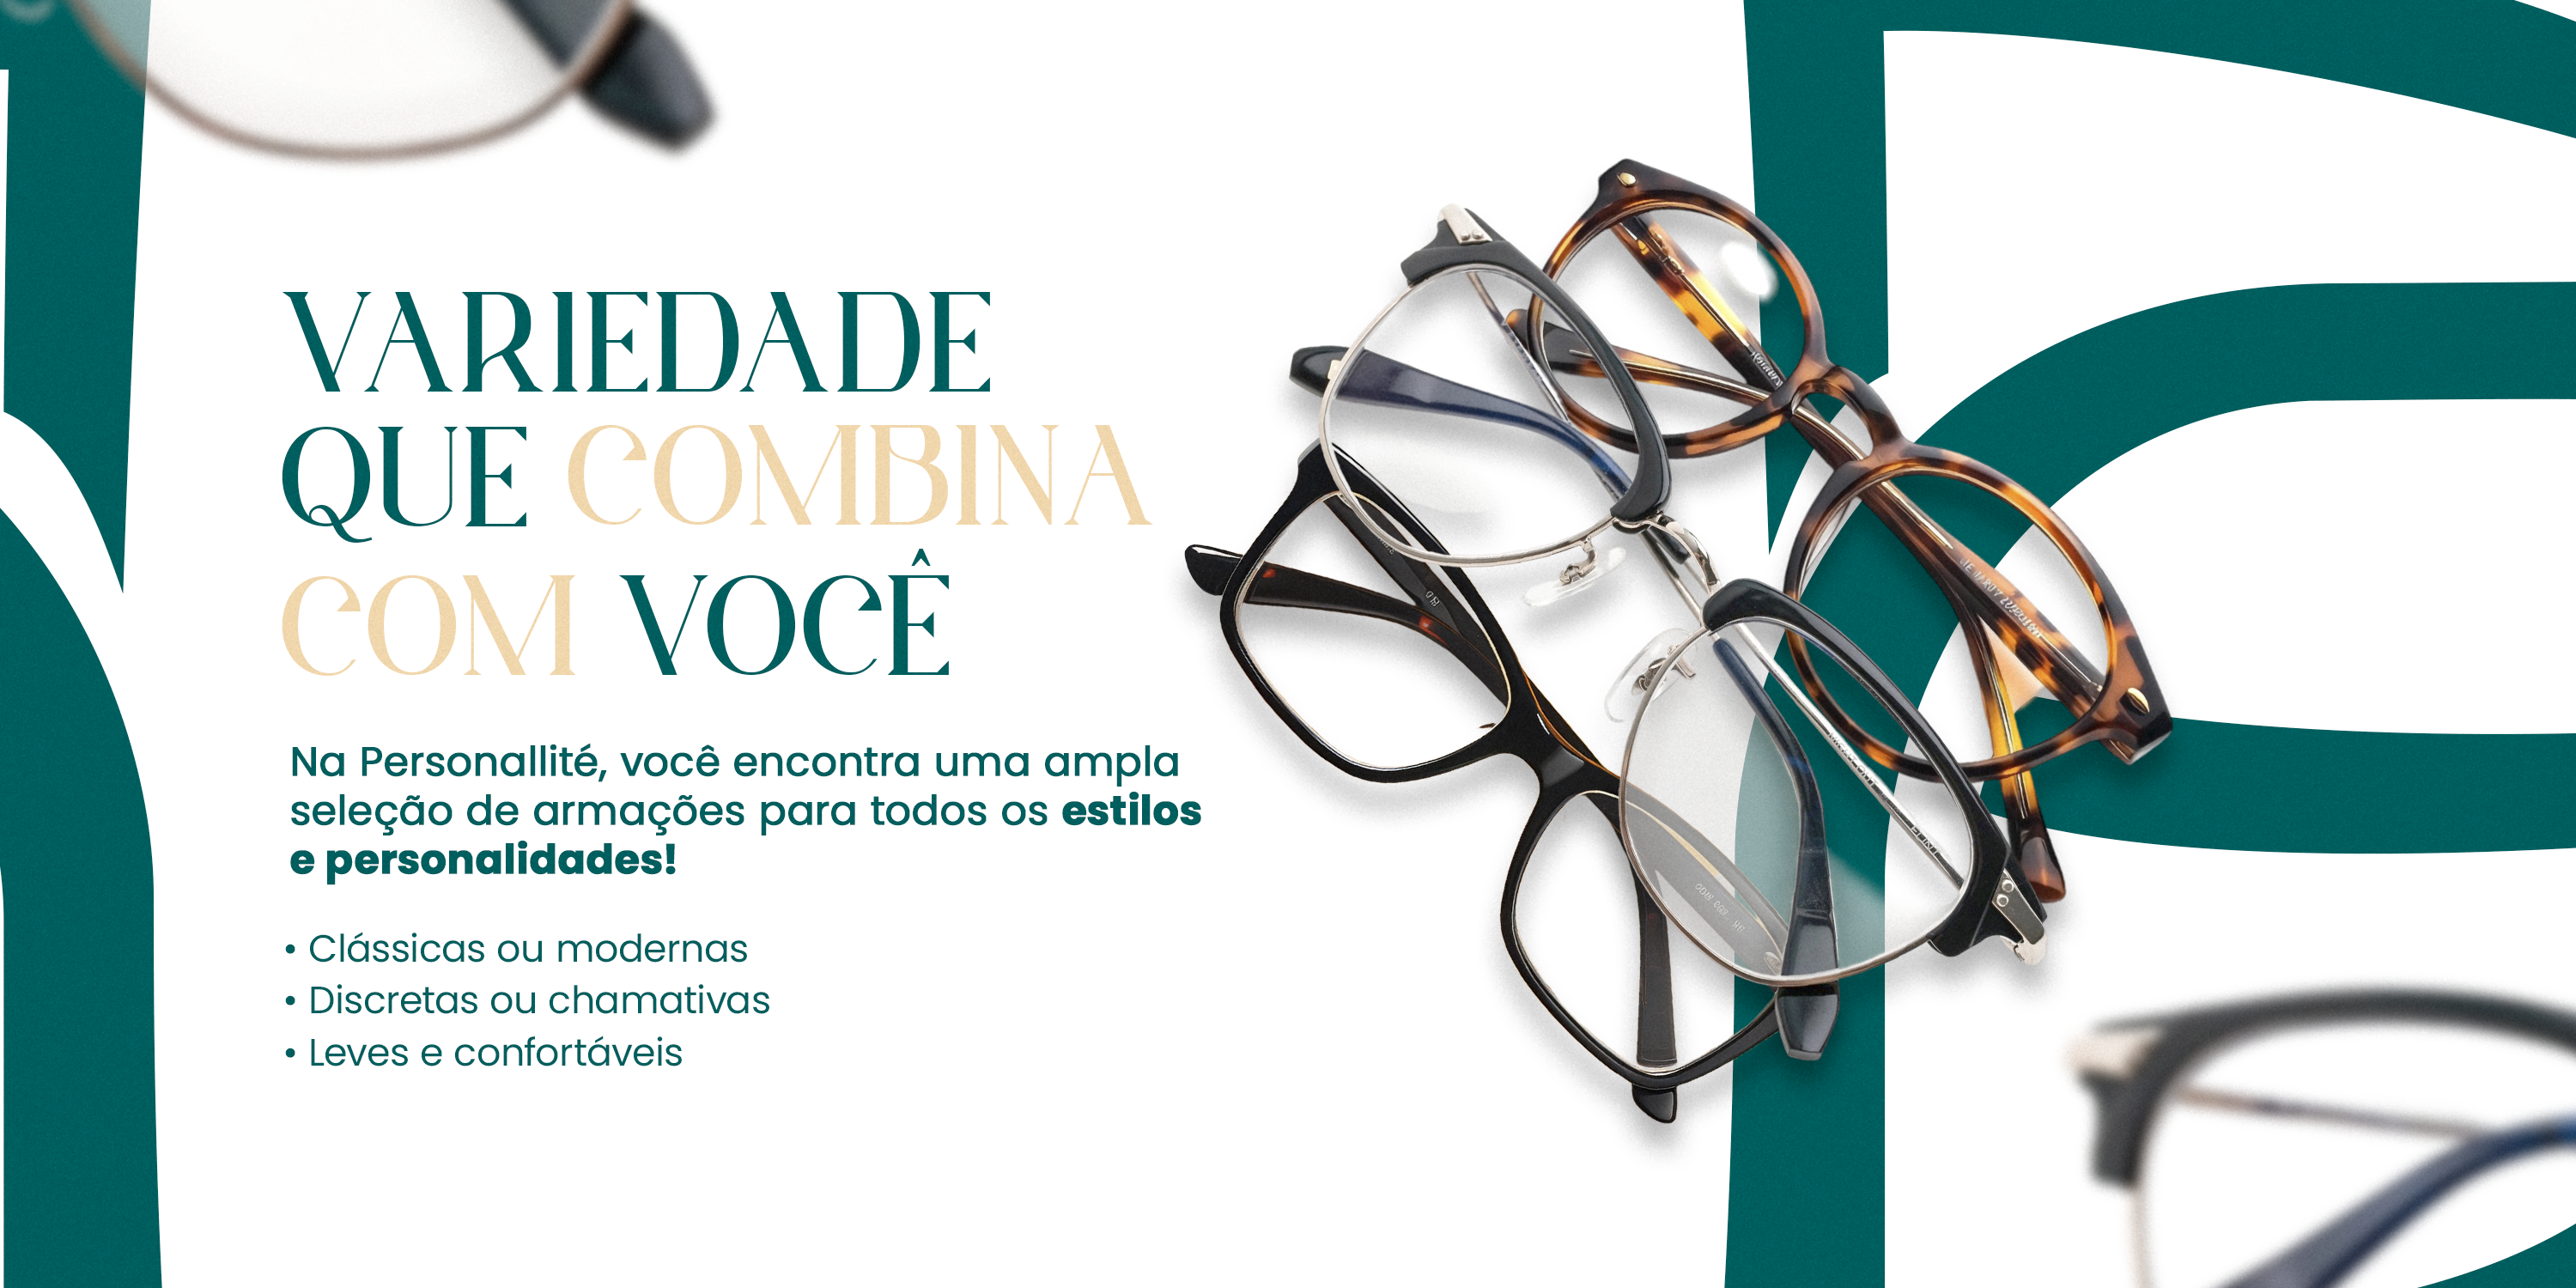 VARIEDADE
QUE COMBINA
COM VOCÊ
Na Personallité, você encontra uma ampla
seleção de armações para todos os estilos
e personalidades!
• Clássicas ou modernas
• Discretas ou chamativas
• Leves e confortáveis